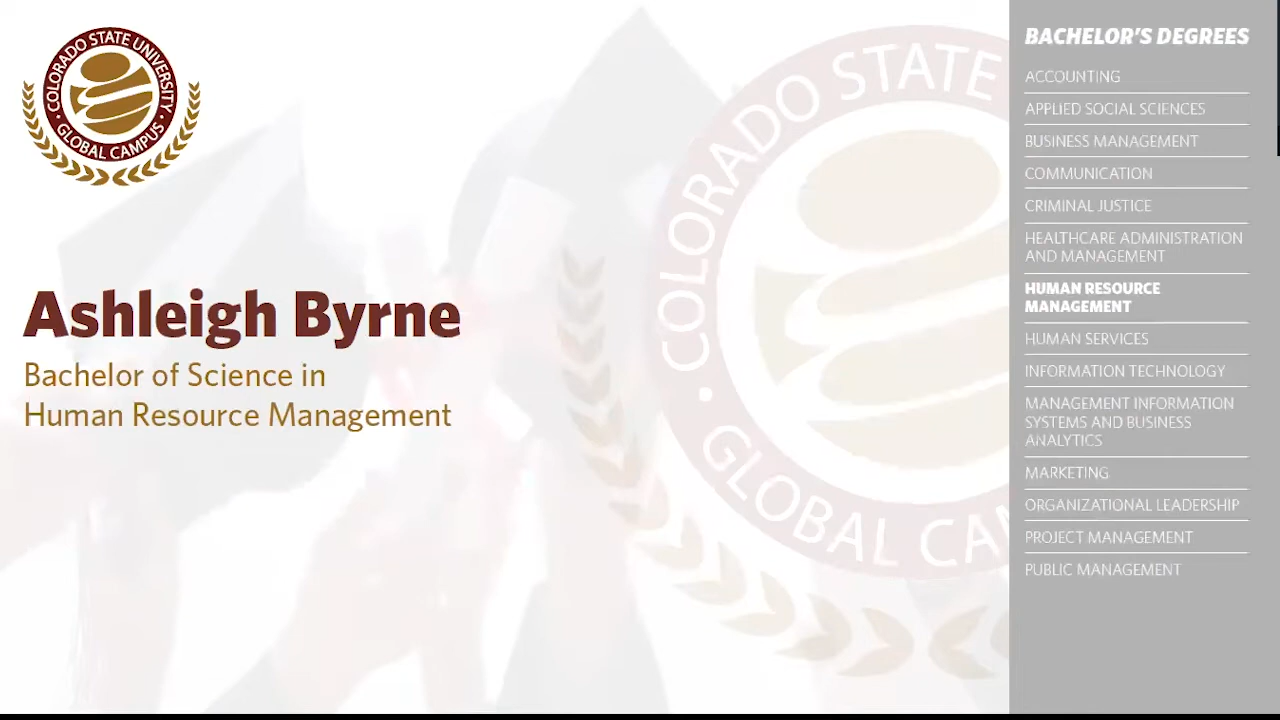 COLORADO STATE UNIVERSITY
• GLOBAL CAMPUS •
Ashleigh Byrne
Bachelor of Science in
Human Resource Management
COLORADO STATE
• GLOBAL CAM
BACHELOR'S DEGREES
ACCOUNTING
APPLIED SOCIAL SCIENCES
BUSINESS MANAGEMENT
COMMUNICATION
CRIMINAL JUSTICE
HEALTHCARE ADMINISTRATION
AND MANAGEMENT
HUMAN RESOURCE
MANAGEMENT
HUMAN SERVICES
INFORMATION TECHNOLOGY
MANAGEMENT INFORMATION
SYSTEMS AND BUSINESS
ANALYTICS
MARKETING
ORGANIZATIONAL LEADERSHIP
PROJECT MANAGEMENT
PUBLIC MANAGEMENT